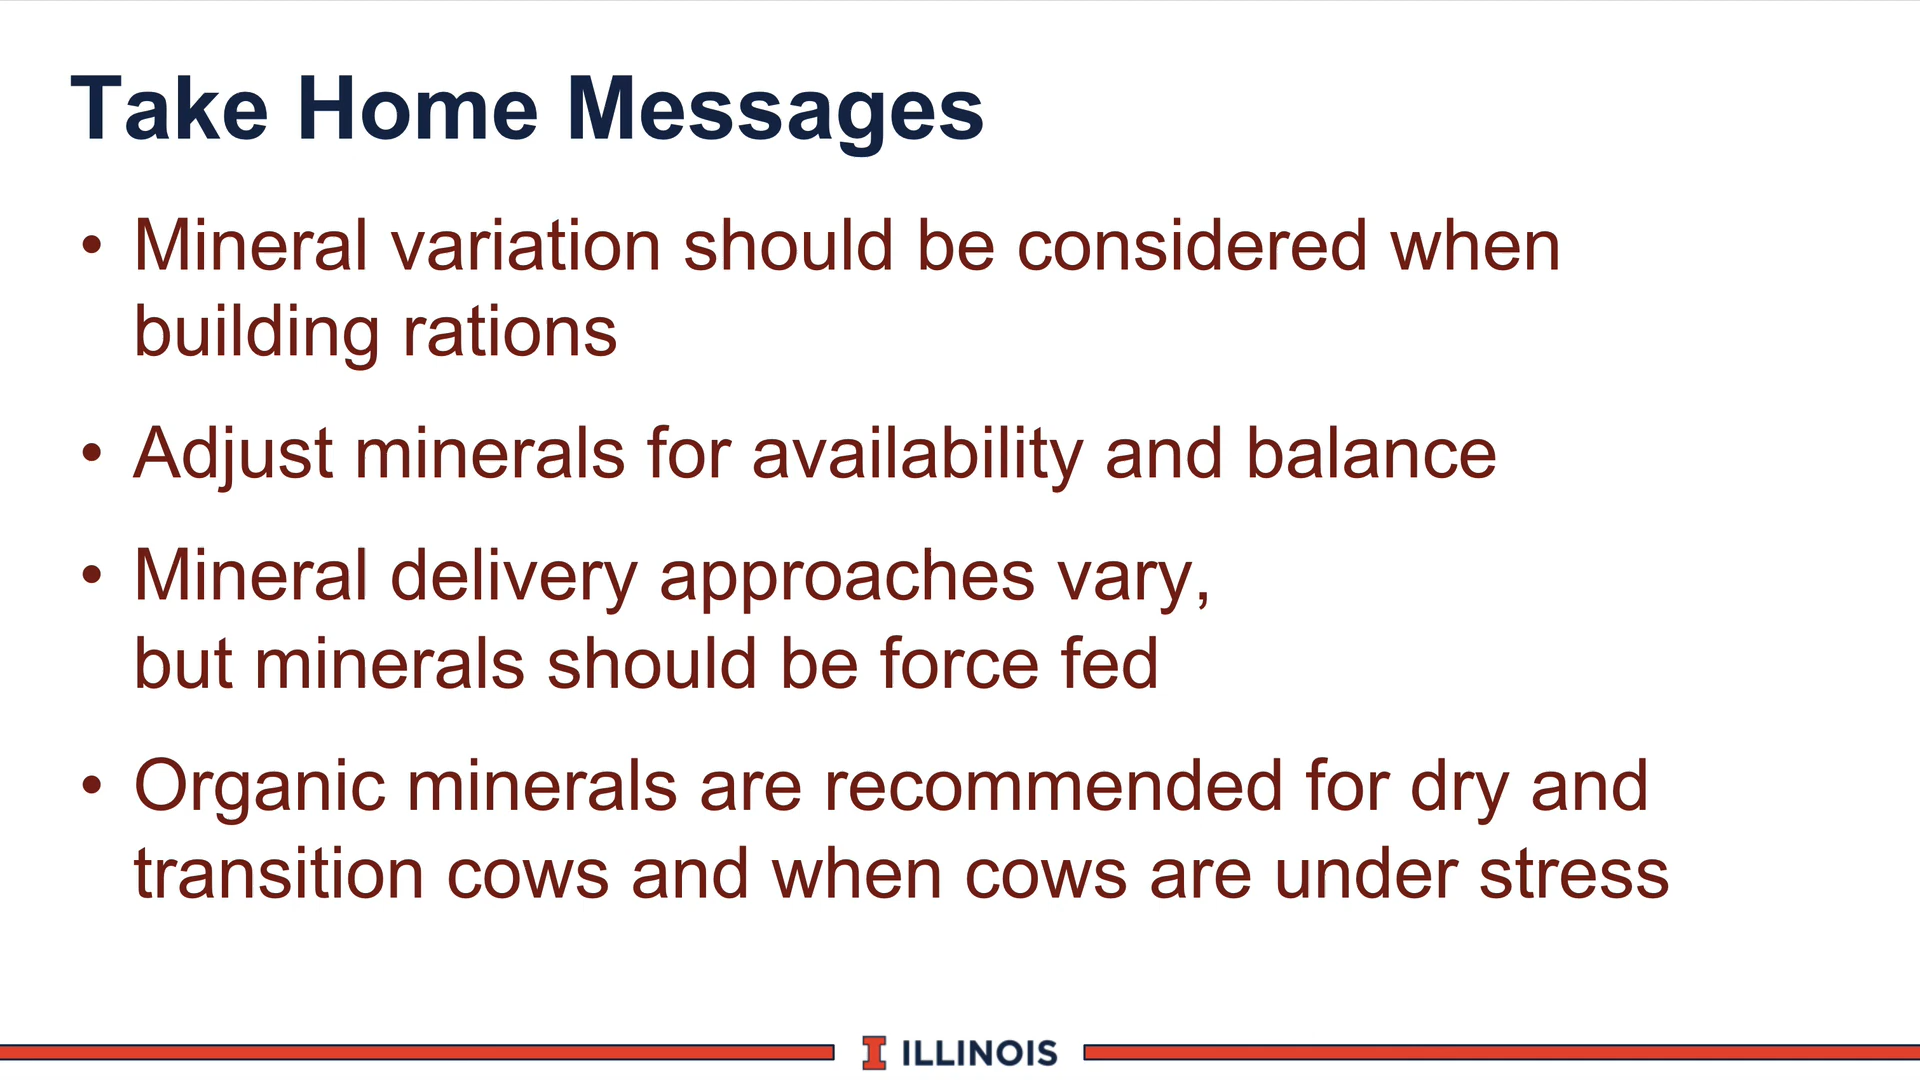 Take Home Messages
• Mineral variation should be considered when
building rations
• Adjust minerals for availability and balance
• Mineral delivery approaches vary,
but minerals should be force fed
• Organic minerals are recommended for dry and
transition cows and when cows are under stress
I ILLINOIS